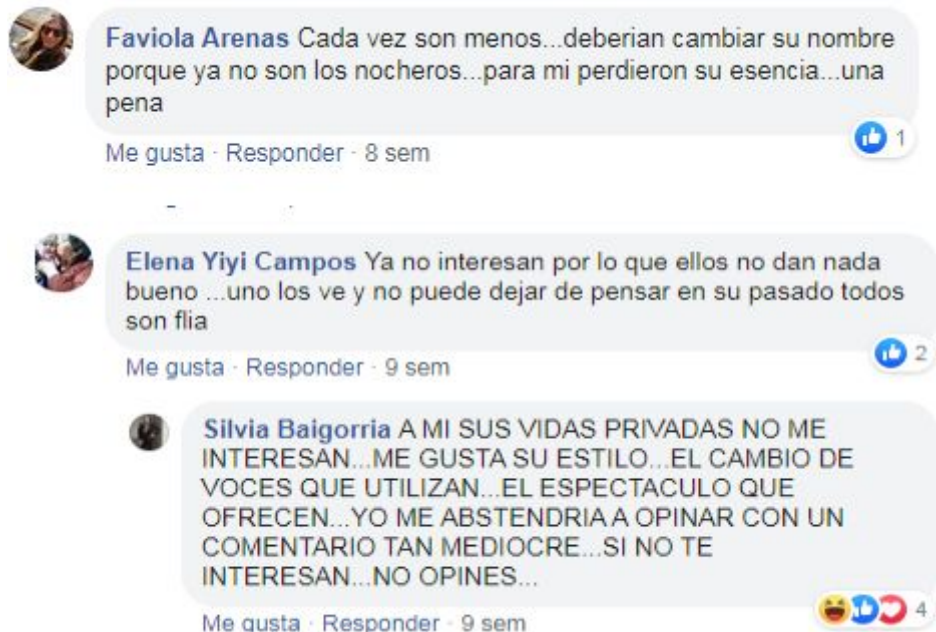 Faviola Arenas Cada vez son menos...deberian cambiar su nombre
porque ya no son los nocheros...para mi perdieron su esencia...una
pena
1
Me gusta · Responder · 8 sem
Elena Yiyi Campos Ya no interesan por lo que ellos no dan nada
bueno ...uno los ve y no puede dejar de pensar en su pasado todos
son flia
2
Me gusta · Responder · 9 sem
Silvia Baigorria A MI SUS VIDAS PRIVADAS NO ME
INTERESAN...ME GUSTA SU ESTILO...EL CAMBIO DE
VOCES QUE UTILIZAN...EL ESPECTACULO QUE
OFRECEN...YO ME ABSTENDRIA A OPINAR CON UN
COMENTARIO TAN MEDIOCRE...SI NO TE
INTERESAN...NO OPINES...
4
Me gusta · Responder · 9 sem